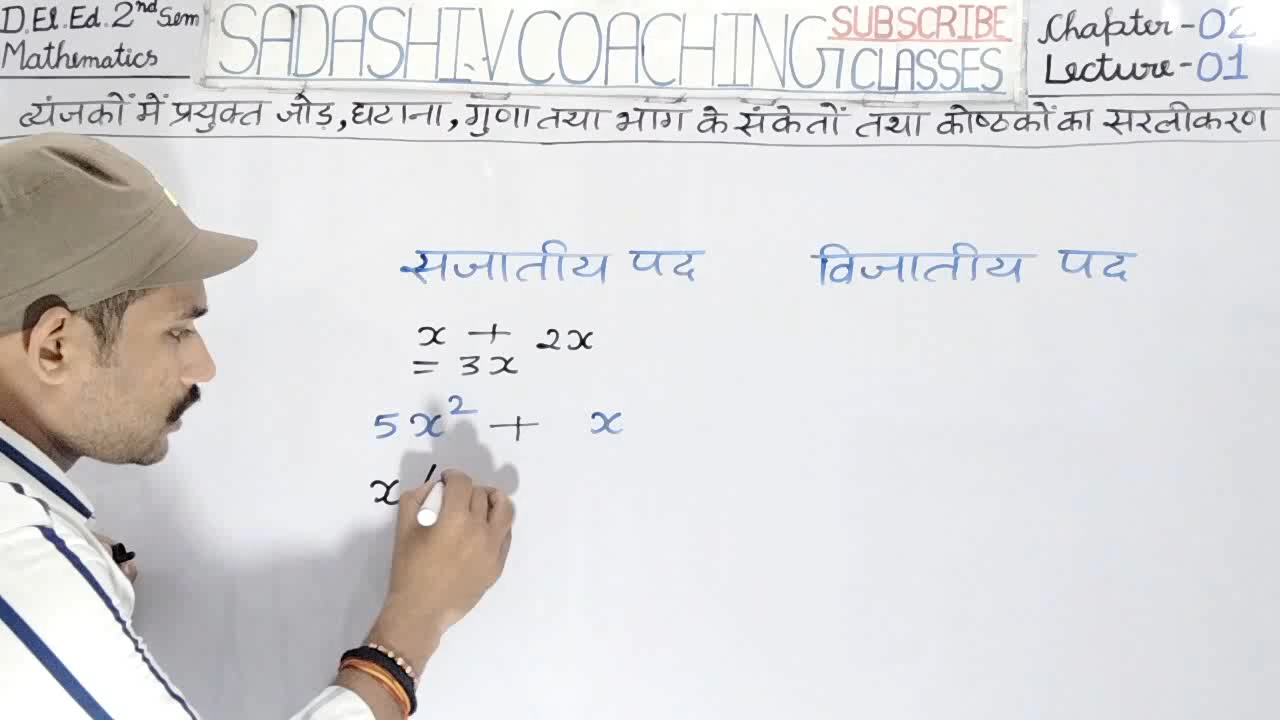 D.El.Ed. 2nd Sem
Mathematics
SADASHIV COACHING CLASSES
SUBSCRIBE
Chapter - 02
Lecture - 01
व्यंजकों में प्रयुक्त जोड़, घटाना, गुणा तथा भाग के संकेतों तथा कोष्ठकों का सरलीकरण
सजातीय पद विजातीय पद
x + 2x
= 3x
5x² + x
x